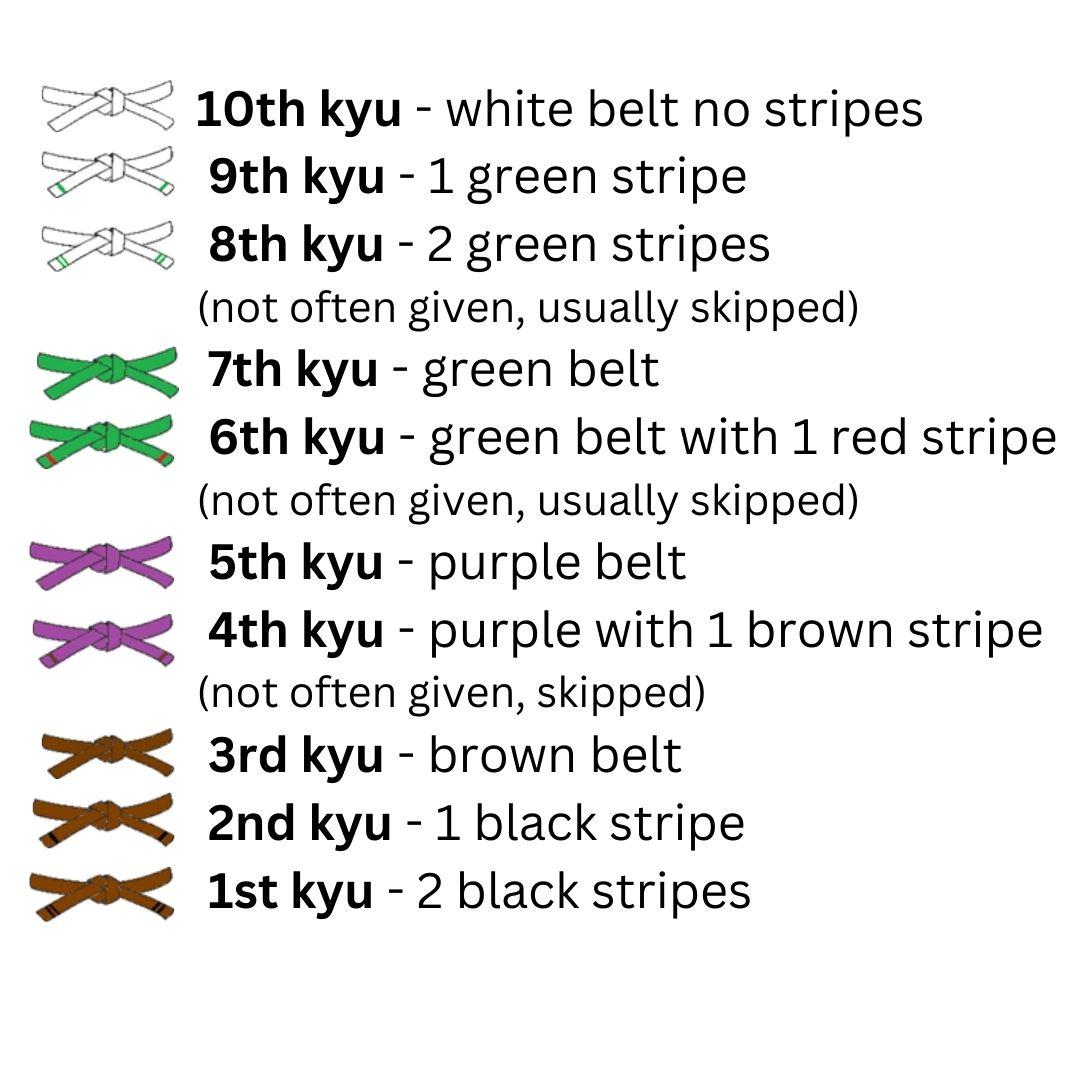 10th kyu - white belt no stripes
9th kyu - 1 green stripe
8th kyu - 2 green stripes
(not often given, usually skipped)
7th kyu - green belt
6th kyu - green belt with 1 red stripe
(not often given, usually skipped)
5th kyu - purple belt
4th kyu - purple with 1 brown stripe
(not often given, skipped)
3rd kyu - brown belt
2nd kyu - 1 black stripe
1st kyu - 2 black stripes